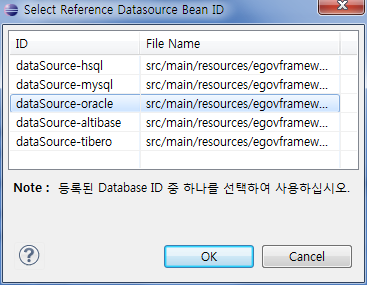 Select Reference Datasource Bean ID
ID File Name
dataSource-hsql src/main/resources/egovframew...
dataSource-mysql src/main/resources/egovframew...
dataSource-oracle src/main/resources/egovframew...
dataSource-altibase src/main/resources/egovframew...
dataSource-tibero src/main/resources/egovframew...
Note : 등록된 Database ID 중 하나를 선택하여 사용하십시오.
? OK Cancel